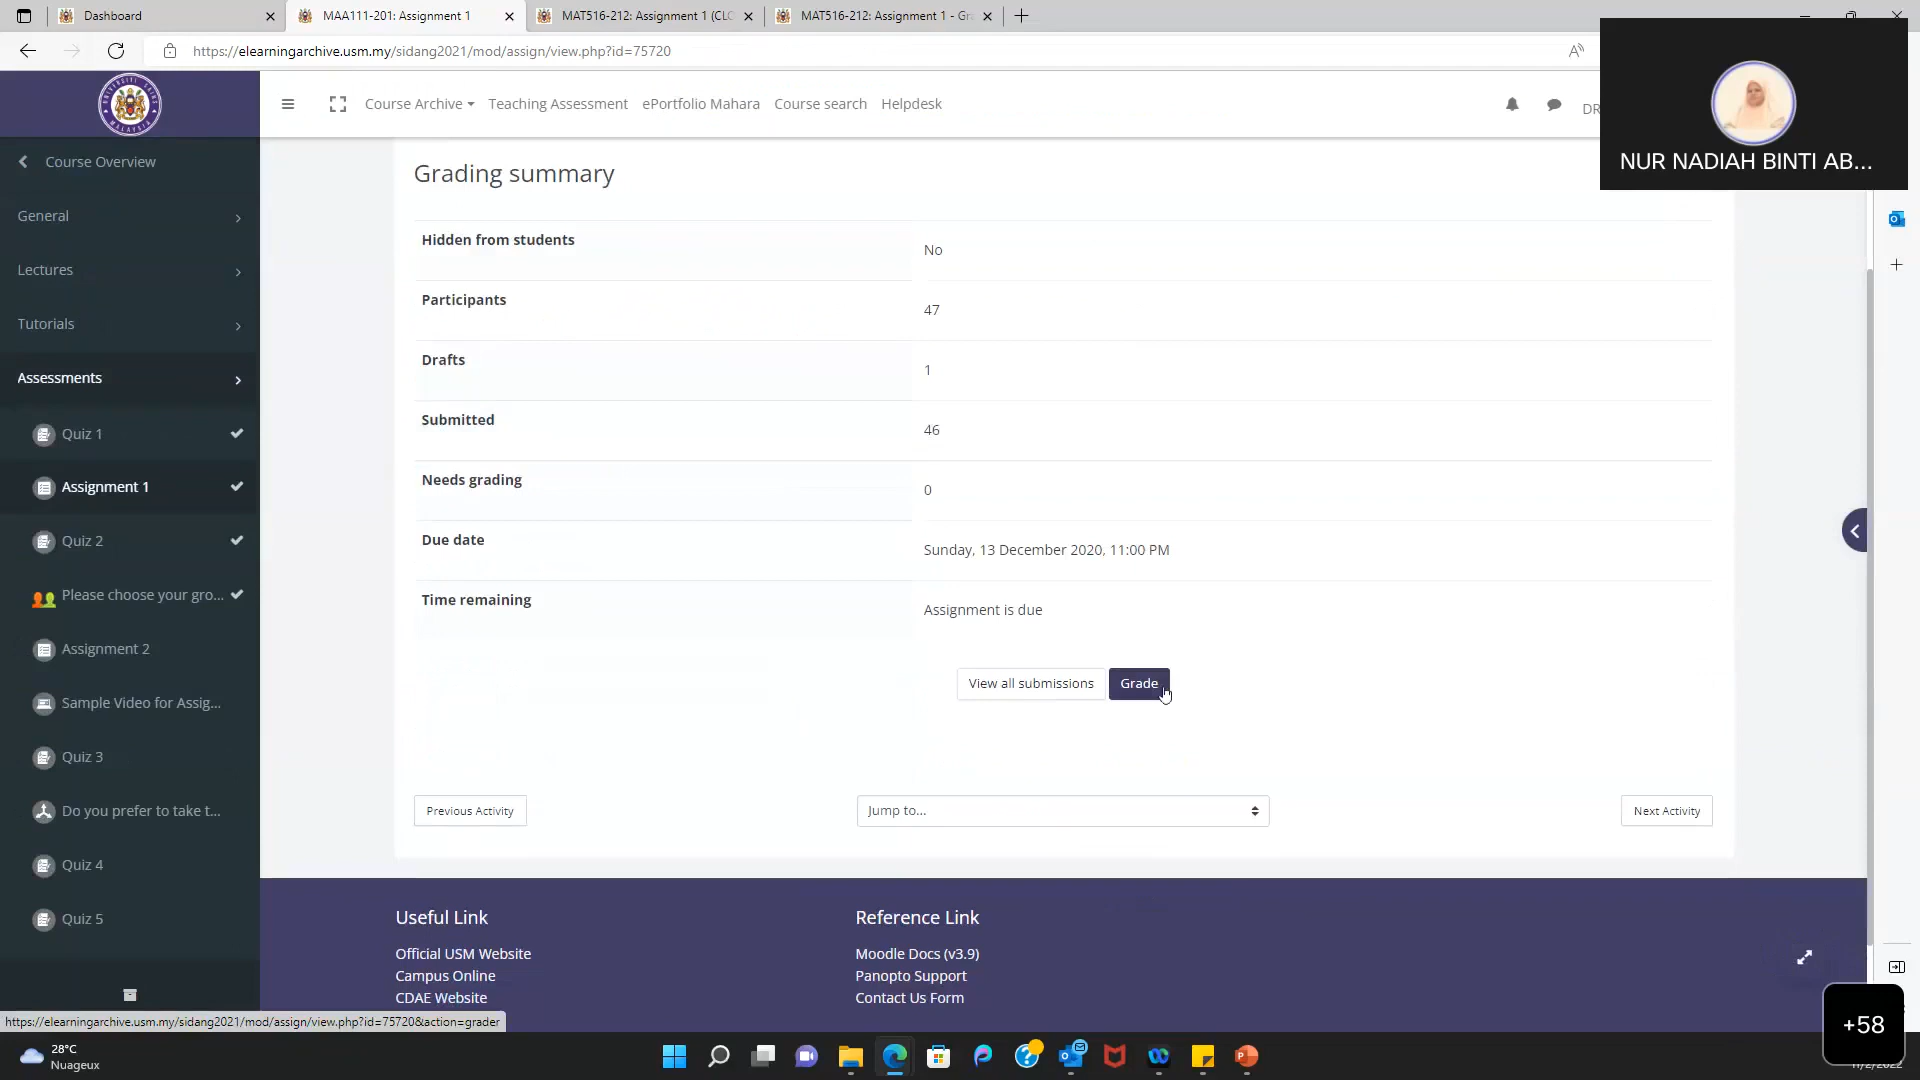 Dashboard
MAA111-201: Assignment 1
MAT516-212: Assignment 1 (CLO
MAT516-212: Assignment 1 - Gr
https://elearningarchive.usm.my/sidang2021/mod/assign/view.php?id=75720
Course Archive
Teaching Assessment
ePortfolio Mahara
Course search
Helpdesk
DR
NUR NADIAH BINTI AB...
Course Overview
General
Lectures
Tutorials
Assessments
Quiz 1
Assignment 1
Quiz 2
Please choose your gro...
Assignment 2
Sample Video for Assig...
Quiz 3
Do you prefer to take t...
Quiz 4
Quiz 5
Grading summary
Hidden from students
No
Participants
47
Drafts
1
Submitted
46
Needs grading
0
Due date
Sunday, 13 December 2020, 11:00 PM
Time remaining
Assignment is due
View all submissions
Grade
Previous Activity
Jump to...
Next Activity
Useful Link
Official USM Website
Campus Online
CDAE Website
Reference Link
Moodle Docs (v3.9)
Panopto Support
Contact Us Form
https://elearningarchive.usm.my/sidang2021/mod/assign/view.php?id=75720&action=grader
+58
28°C
Nuageux